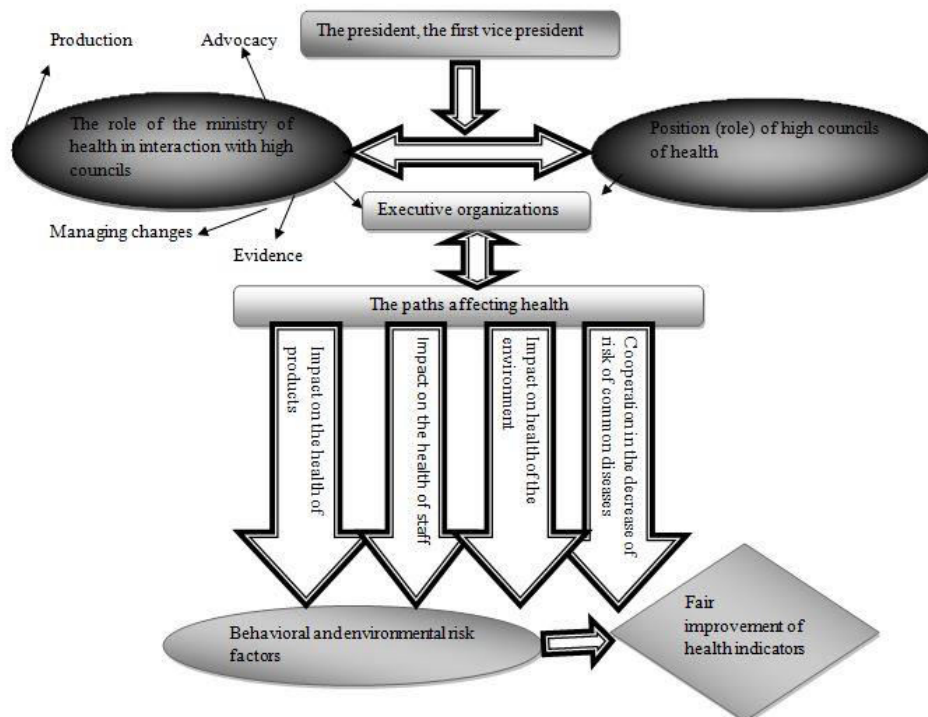 The president, the first vice president
Production
Advocacy
The role of the ministry of
health in interaction with high
councils
Position (role) of high councils
of health
Executive organizations
Managing changes
Evidence
The paths affecting health
Impact on the health of
products
Impact on the health of staff
Impact on health of the
environment
Cooperation in the decrease of
risk of common diseases
Behavioral and environmental risk
factors
Fair
improvement of
health indicators